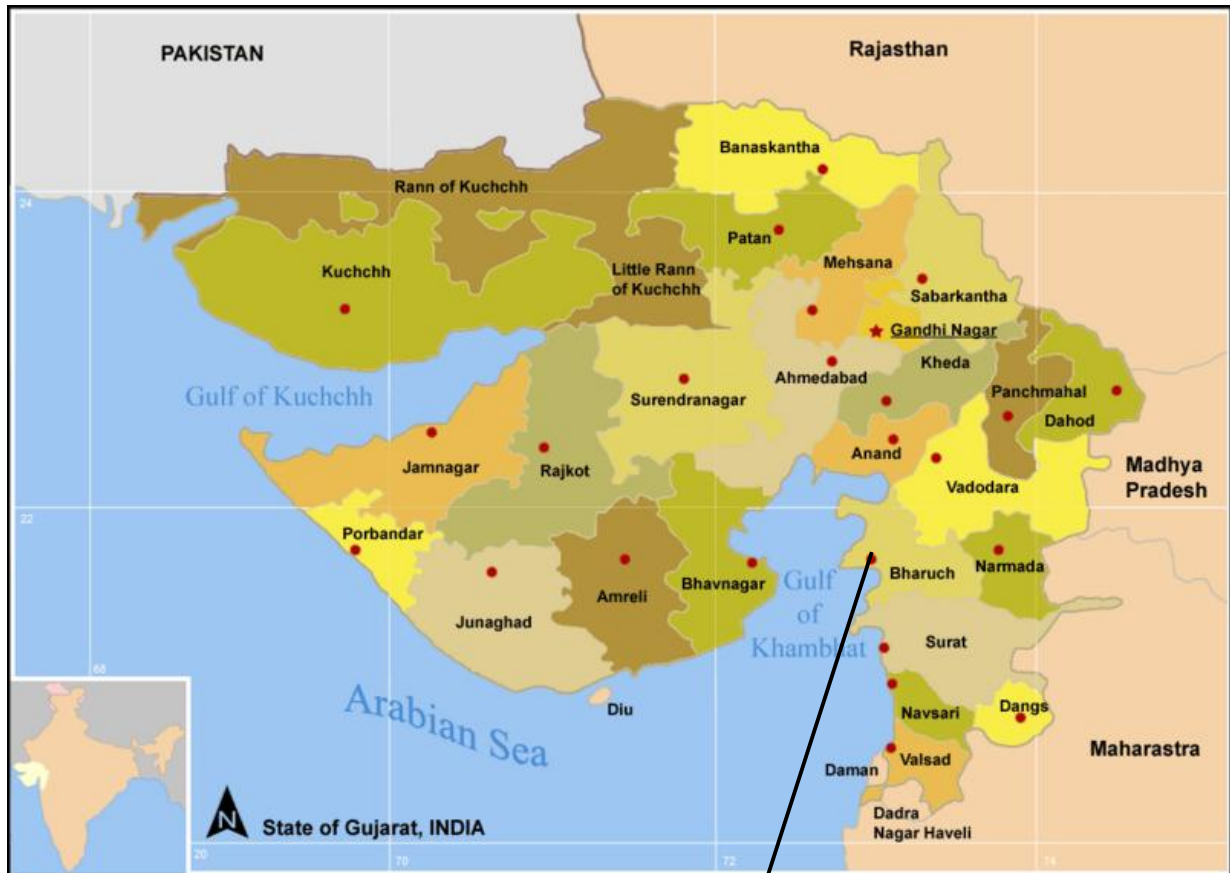 PAKISTAN
Rajasthan
Banaskantha
Rann of Kuchchh
24
Patan
Mehsana
Kuchchh
Little Rann
of Kuchchh
Sabarkantha
Gandhi Nagar
Kheda
Ahmedabad
Gulf of Kuchchh
Surendranagar
Panchmahal
Dahod
Jamnagar
Rajkot
Anand
Vadodara
Madhya
Pradesh
22
Porbandar
Bharuch
Narmada
Bhavnagar
Gulf
of
Khambhat
Amreli
Junaghad
Surat
68
Arabian Sea
Diu
Navsari
Dangs
Maharastra
Daman
Valsad
Dadra
Nagar Haveli
N
State of Gujarat, INDIA
20
70
72
74